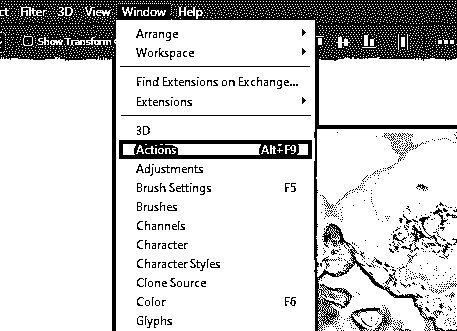 ct Filter 3D View Window Help
Show Transform
Arrange
Workspace
Find Extensions on Exchange...
Extensions
3D
Actions (Alt+F9)
Adjustments
Brush Settings F5
Brushes
Channels
Character
Character Styles
Clone Source
Color F6
Glyphs